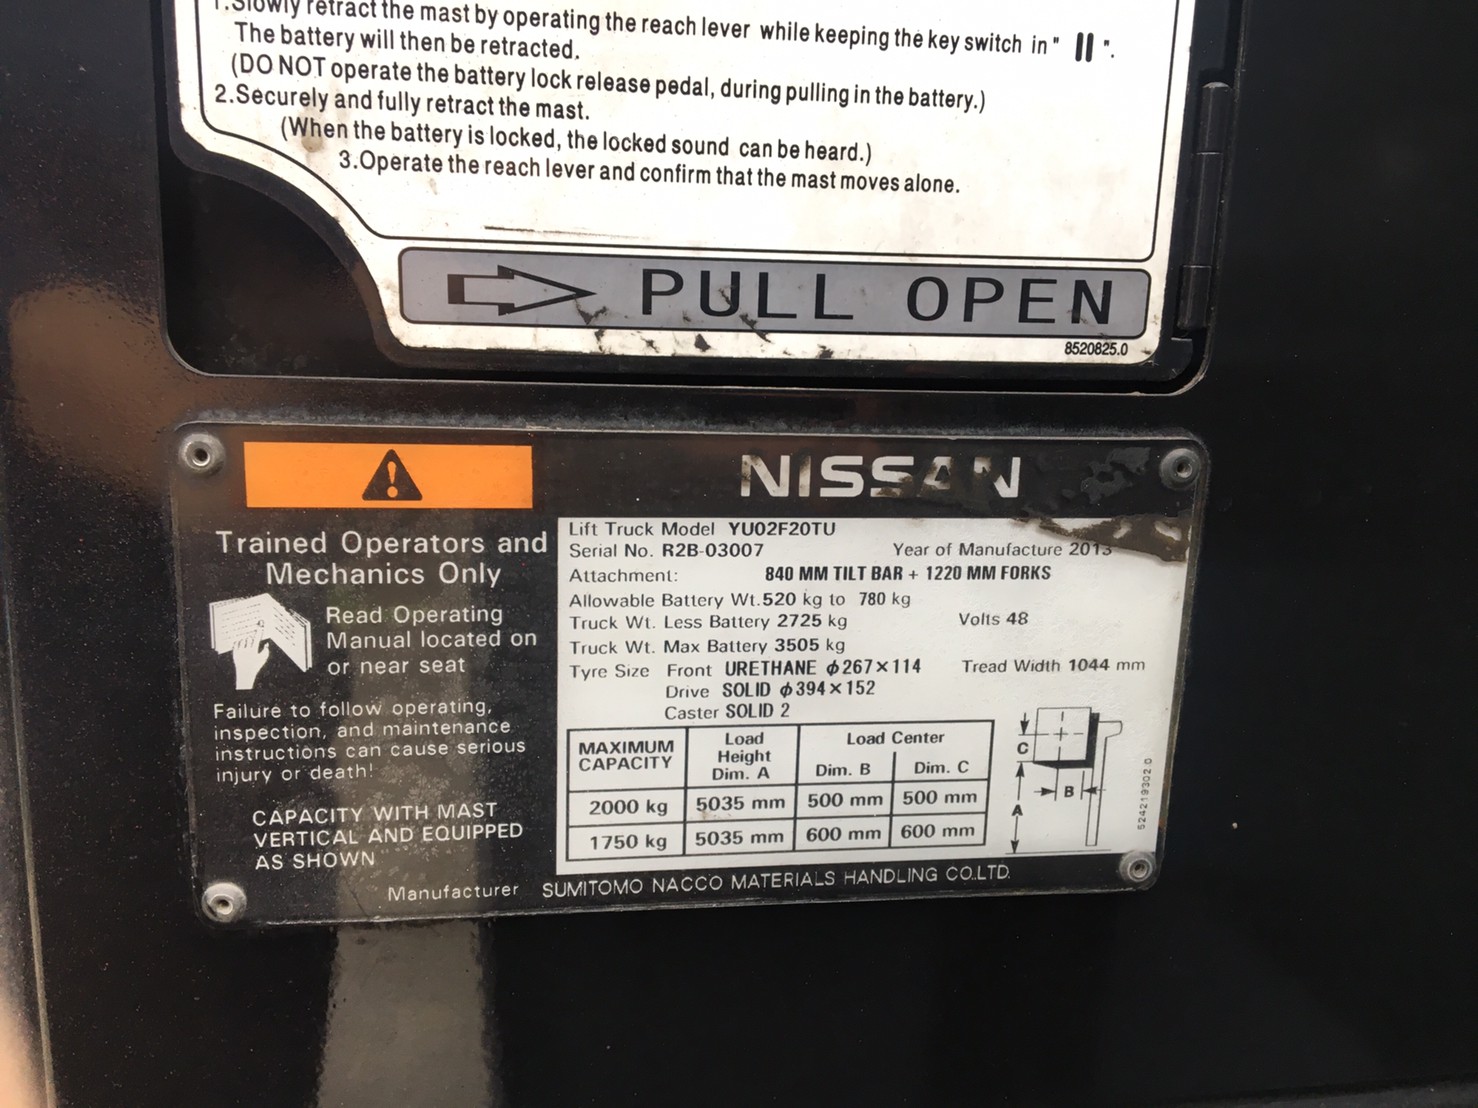 1.Slowly retract the mast by operating the reach lever while keeping the key switch in " || ".
The battery will then be retracted.
(DO NOT operate the battery lock release pedal, during pulling in the battery.)
2.Securely and fully retract the mast.
(When the battery is locked, the locked sound can be heard.)
3.Operate the reach lever and confirm that the mast moves alone.
PULL OPEN
8520825.0
NISSAN
Trained Operators and
Mechanics Only
Read Operating
Manual located on
or near seat
Failure to follow operating,
inspection, and maintenance
instructions can cause serious
injury or death!
CAPACITY WITH MAST
VERTICAL AND EQUIPPED
AS SHOWN
Lift Truck Model YU02F20TU
Serial No. R2B-03007 Year of Manufacture 2013
Attachment: 840 MM TILT BAR + 1220 MM FORKS
Allowable Battery Wt. 520 kg to 780 kg
Truck Wt. Less Battery 2725 kg Volts 48
Truck Wt. Max Battery 3505 kg
Tyre Size Front URETHANE ϕ267×114 Tread Width 1044 mm
Drive SOLID ϕ394×152
Caster SOLID 2
MAXIMUM CAPACITY Load Height Dim. A Load Center
Dim. B Dim. C
2000 kg 5035 mm 500 mm 500 mm
1750 kg 5035 mm 600 mm 600 mm
C
B
A
524219302.0
Manufacturer SUMITOMO NACCO MATERIALS HANDLING CO.LTD.